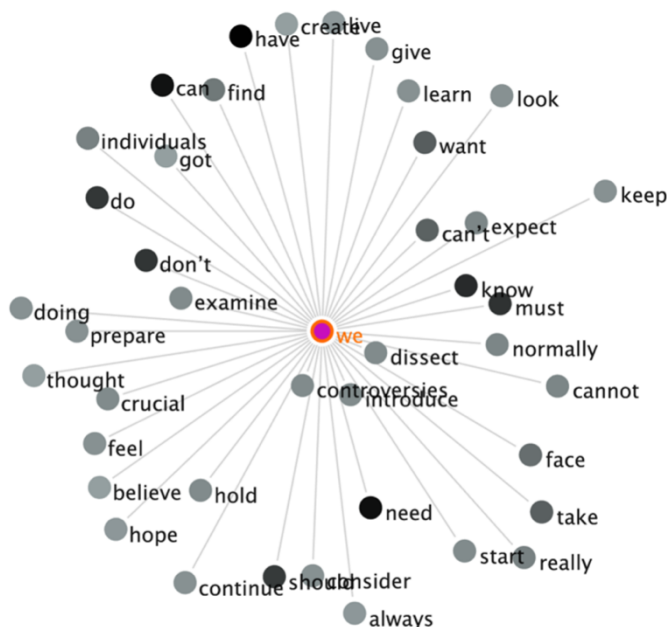 create
live
have
give
can
find
learn
look
individuals
want
got
keep
do
can't
expect
don't
know
examine
must
doing
prepare
we
normally
dissect
thought
controversies
cannot
crucial
introduce
feel
face
believe
hold
need
take
hope
start
really
continue
should
consider
always